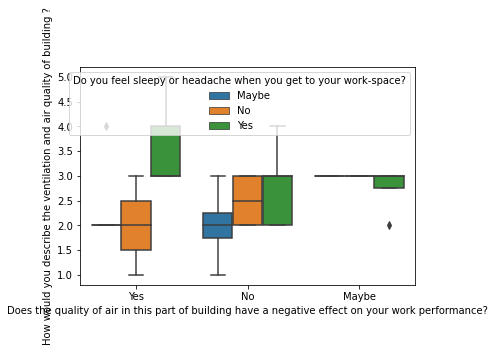 How would you describe the ventilation and air quality of building ?
5.0
4.5
4.0
3.5
3.0
2.5
2.0
1.5
1.0
Do you feel sleepy or headache when you get to your work-space?
Maybe
No
Yes
Yes
No
Maybe
Does the quality of air in this part of building have a negative effect on your work performance?